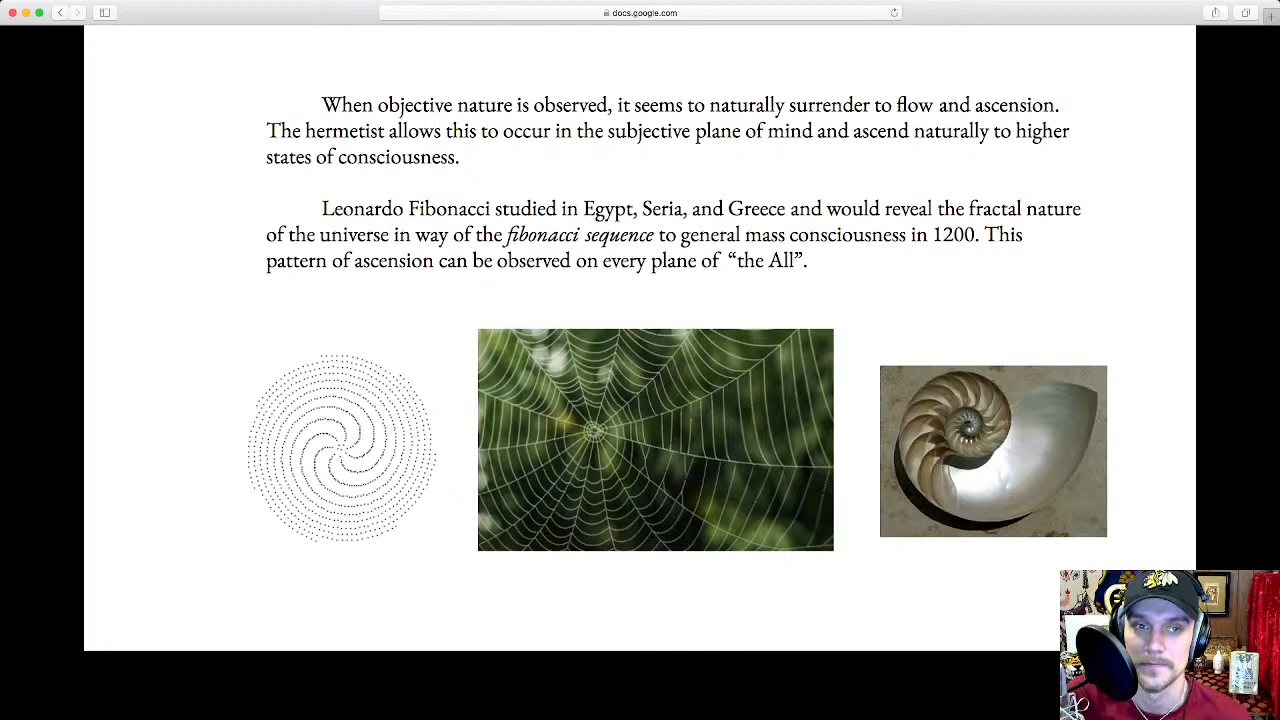 docs.google.com
When objective nature is observed, it seems to naturally surrender to flow and ascension.
The hermetist allows this to occur in the subjective plane of mind and ascend naturally to higher
states of consciousness.
Leonardo Fibonacci studied in Egypt, Seria, and Greece and would reveal the fractal nature
of the universe in way of the fibonacci sequence to general mass consciousness in 1200. This
pattern of ascension can be observed on every plane of “the All”.